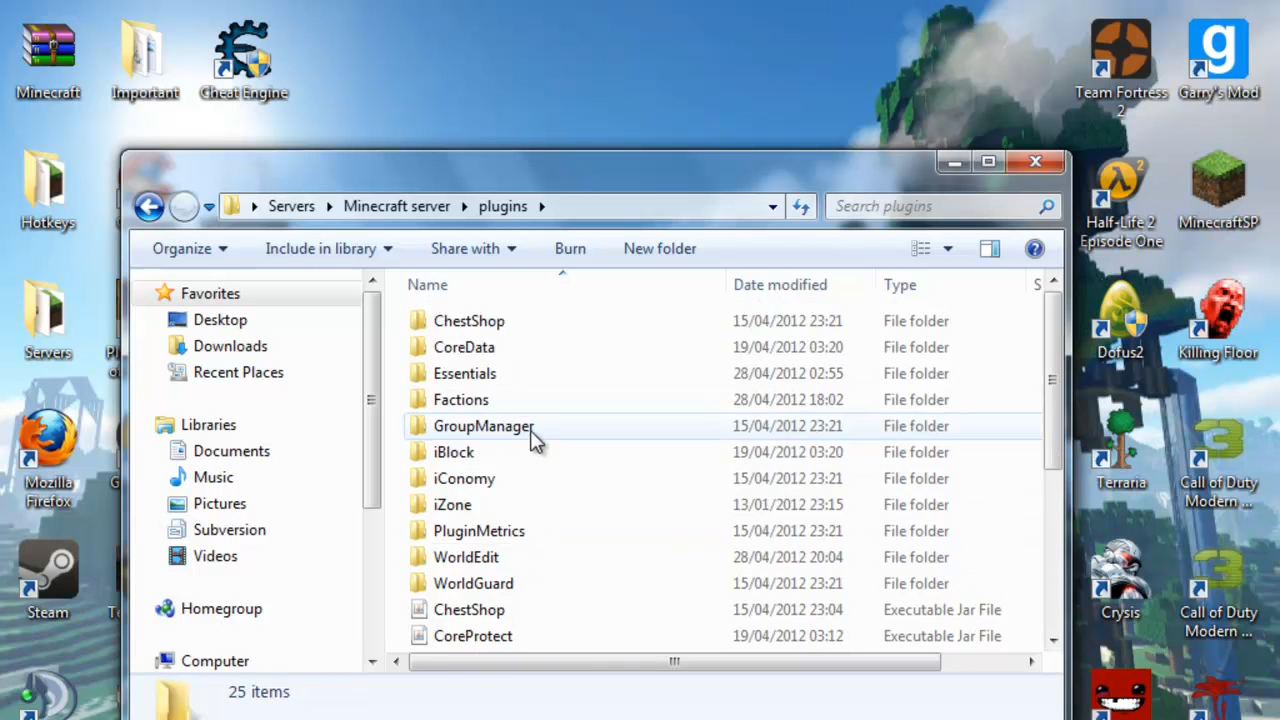 Minecraft
Important
Cheat Engine
Team Fortress
2
Garry's Mod
Hotkeys
Half-Life 2
Episode One
MinecraftSP
Servers
Dofus2
Killing Floor
Mozilla
Firefox
Terraria
Call of Duty
Modern ...
Steam
Crysis
Call of Duty
Modern ...
Servers
Minecraft server
plugins
Search plugins
Organize
Include in library
Share with
Burn
New folder
Favorites
Desktop
Downloads
Recent Places
Libraries
Documents
Music
Pictures
Subversion
Videos
Homegroup
Computer
Name Date modified Type S
ChestShop 15/04/2012 23:21 File folder
CoreData 19/04/2012 03:20 File folder
Essentials 28/04/2012 02:55 File folder
Factions 28/04/2012 18:02 File folder
GroupManager 15/04/2012 23:21 File folder
iBlock 19/04/2012 03:20 File folder
iConomy 15/04/2012 23:21 File folder
iZone 13/01/2012 23:15 File folder
PluginMetrics 15/04/2012 23:21 File folder
WorldEdit 28/04/2012 20:04 File folder
WorldGuard 15/04/2012 23:21 File folder
ChestShop 15/04/2012 23:04 Executable Jar File
CoreProtect 19/04/2012 03:12 Executable Jar File
25 items